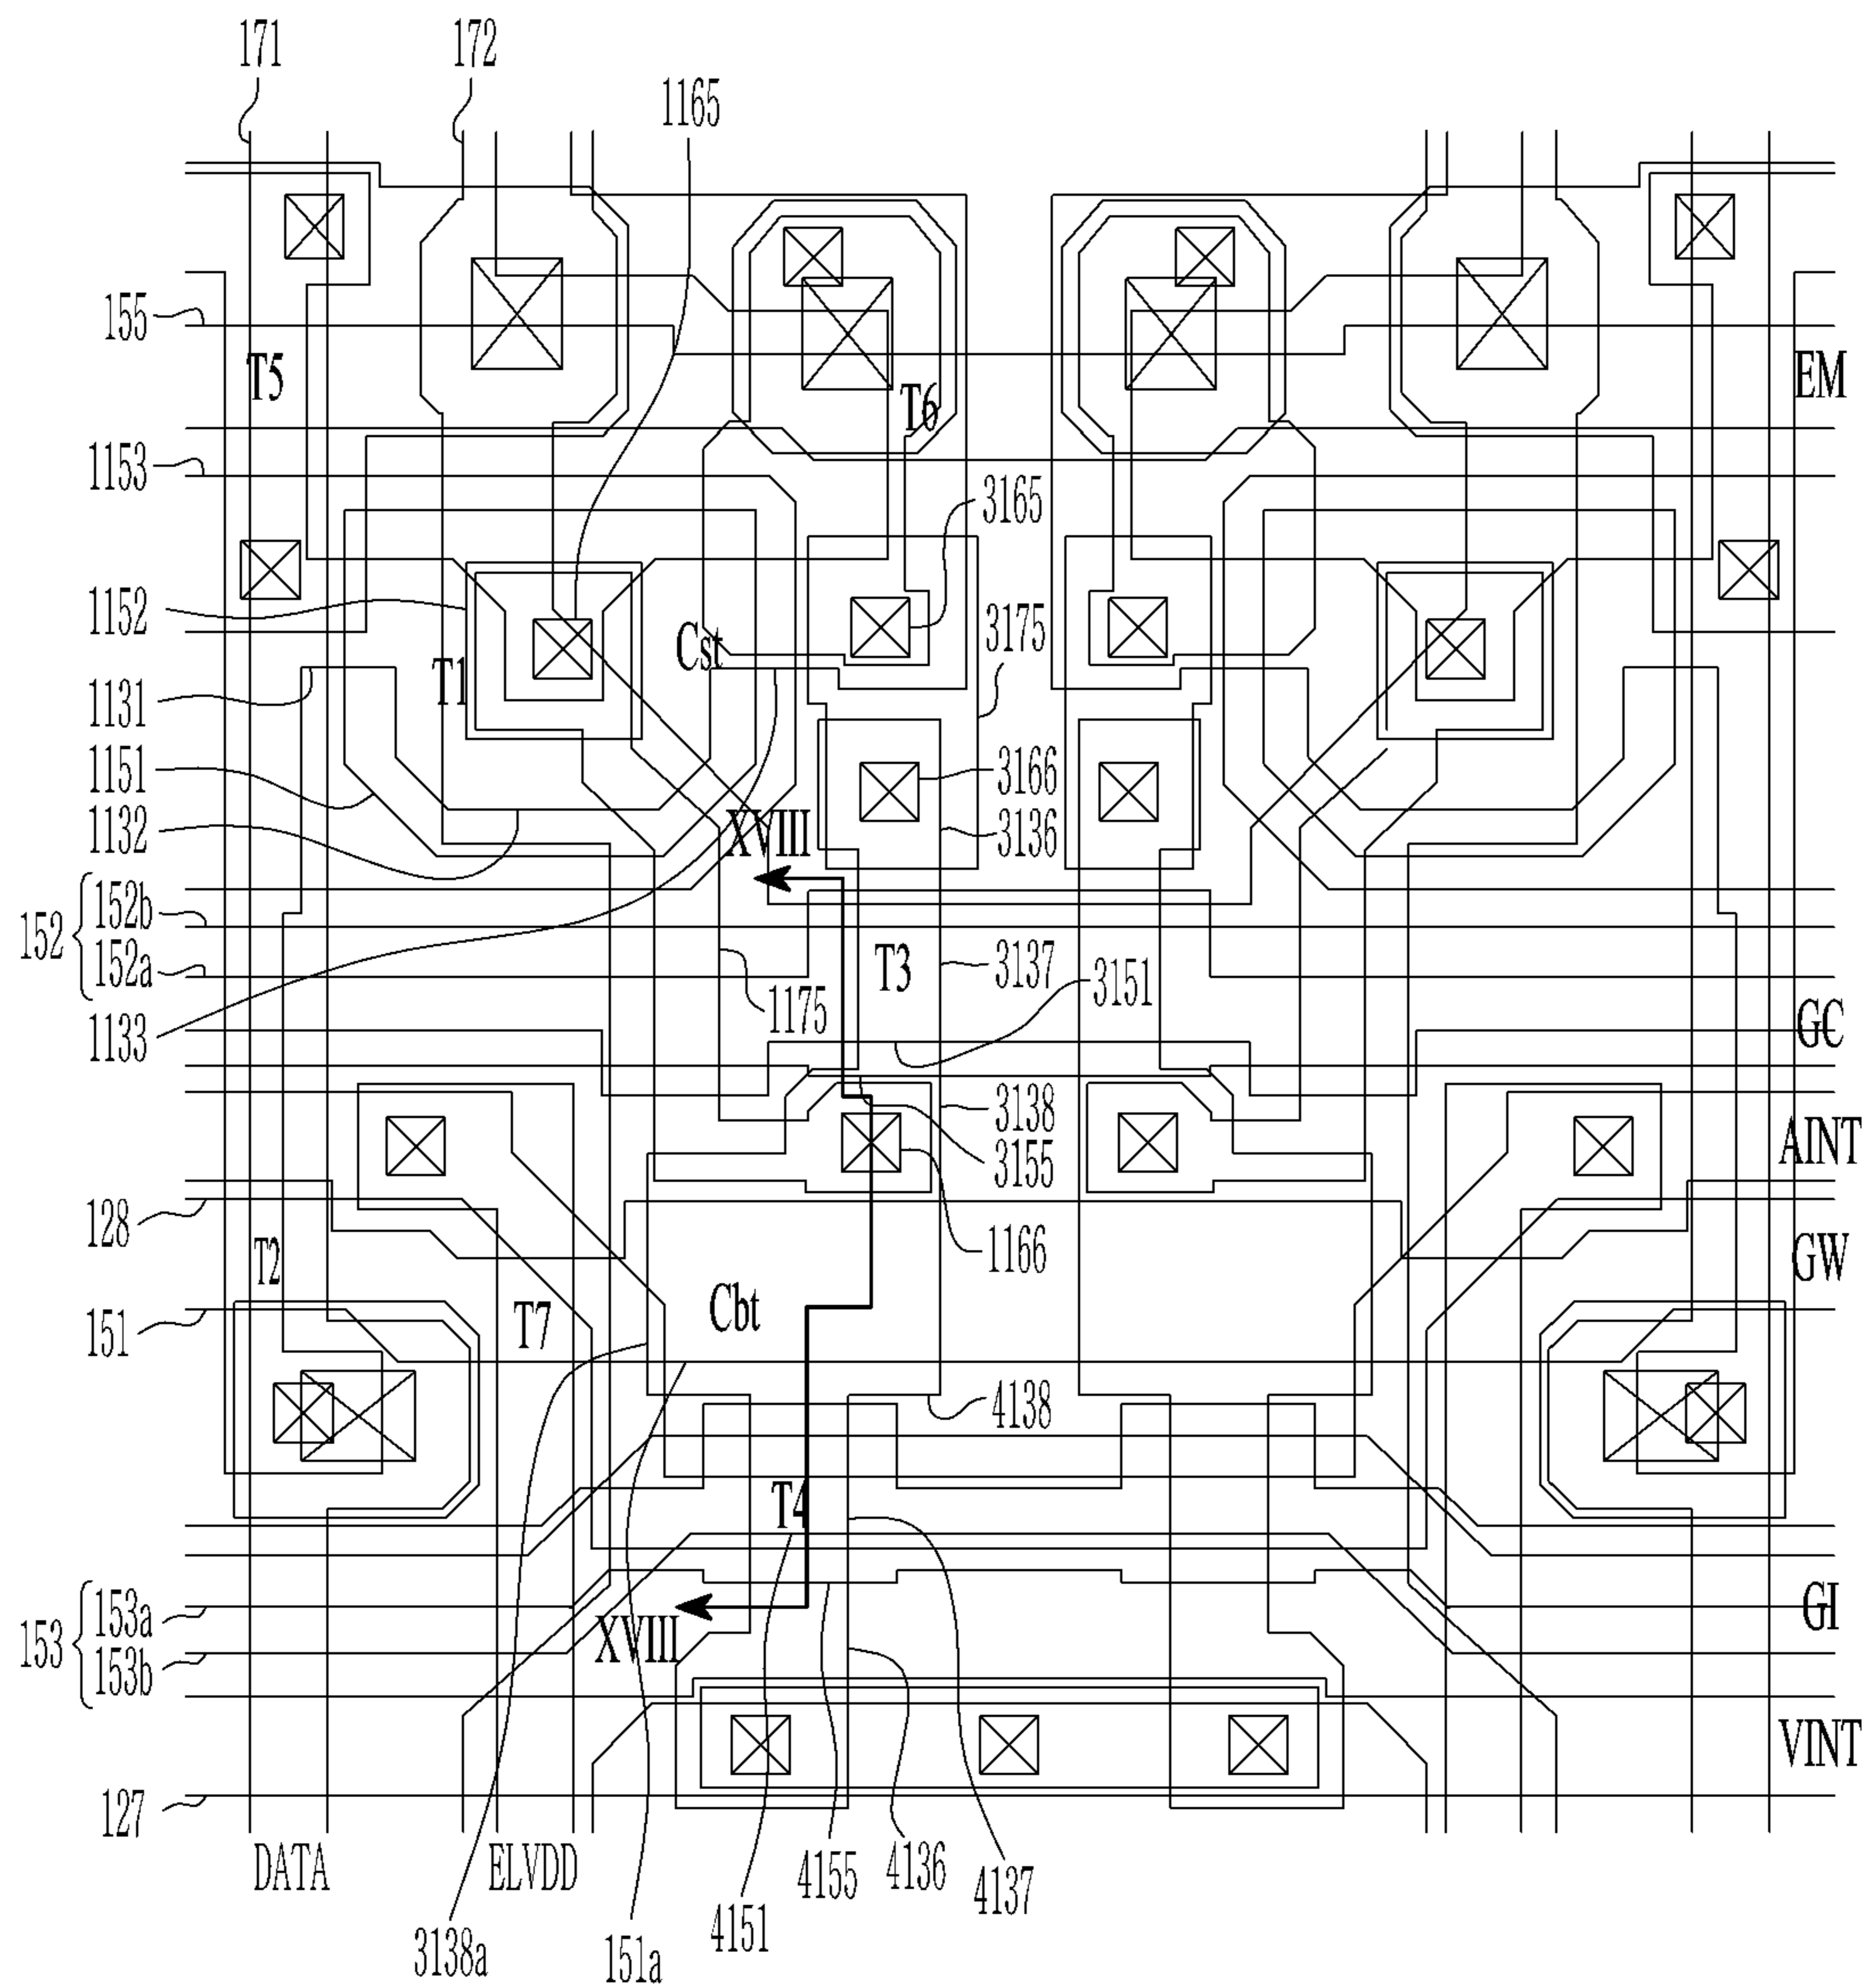 171
172
1165
155
T5
EM
T6
1153
3165
1152
3175
Cst
T1
1131
1151
3166
1132
XVIII
3136
152
152b
152a
T3
3137
3151
1175
1133
GC
3138
AINT
3155
128
T2
1166
GW
Cbt
T7
151
4138
T4
153
153a
153b
GI
XVIII
VINT
127
DATA
ELVDD
4155
4136
4137
4151
3138a
151a